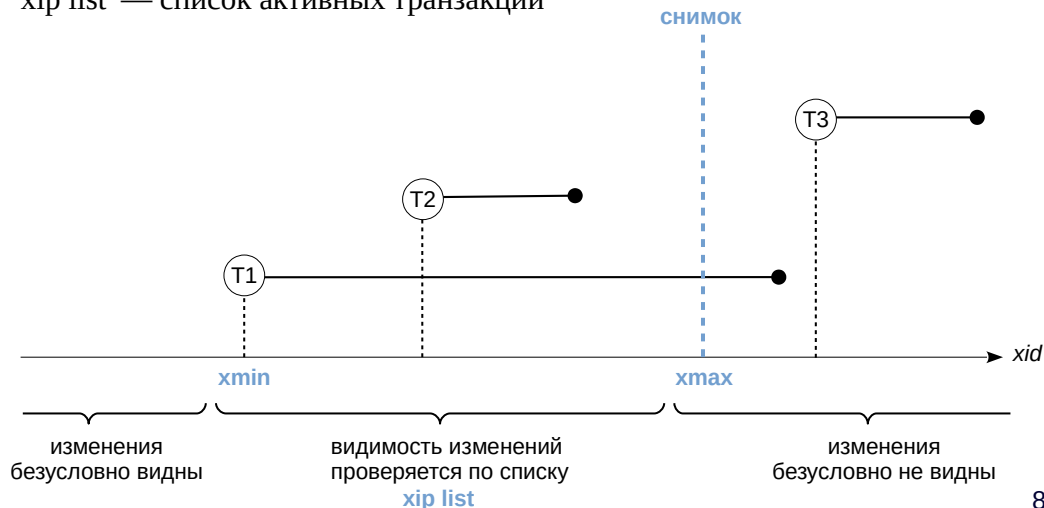 xip list — список активных транзакций
снимок
T3
T2
T1
xid
xmin
xmax
изменения
безусловно видны
видимость изменений
проверяется по списку
xip list
изменения
безусловно не видны
8